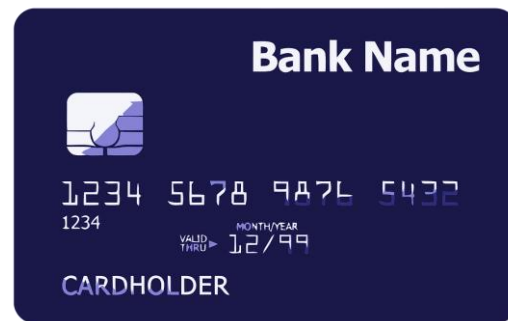 Bank Name
1234 5678 9876 5432
1234
MONTH/YEAR
VALID THRU ► 12/99
CARDHOLDER